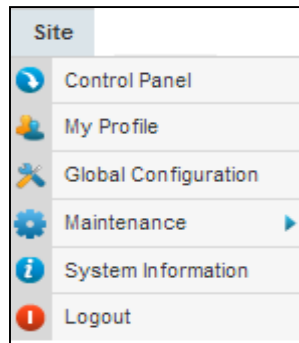 Site
Control Panel
My Profile
Global Configuration
Maintenance
System Information
Logout